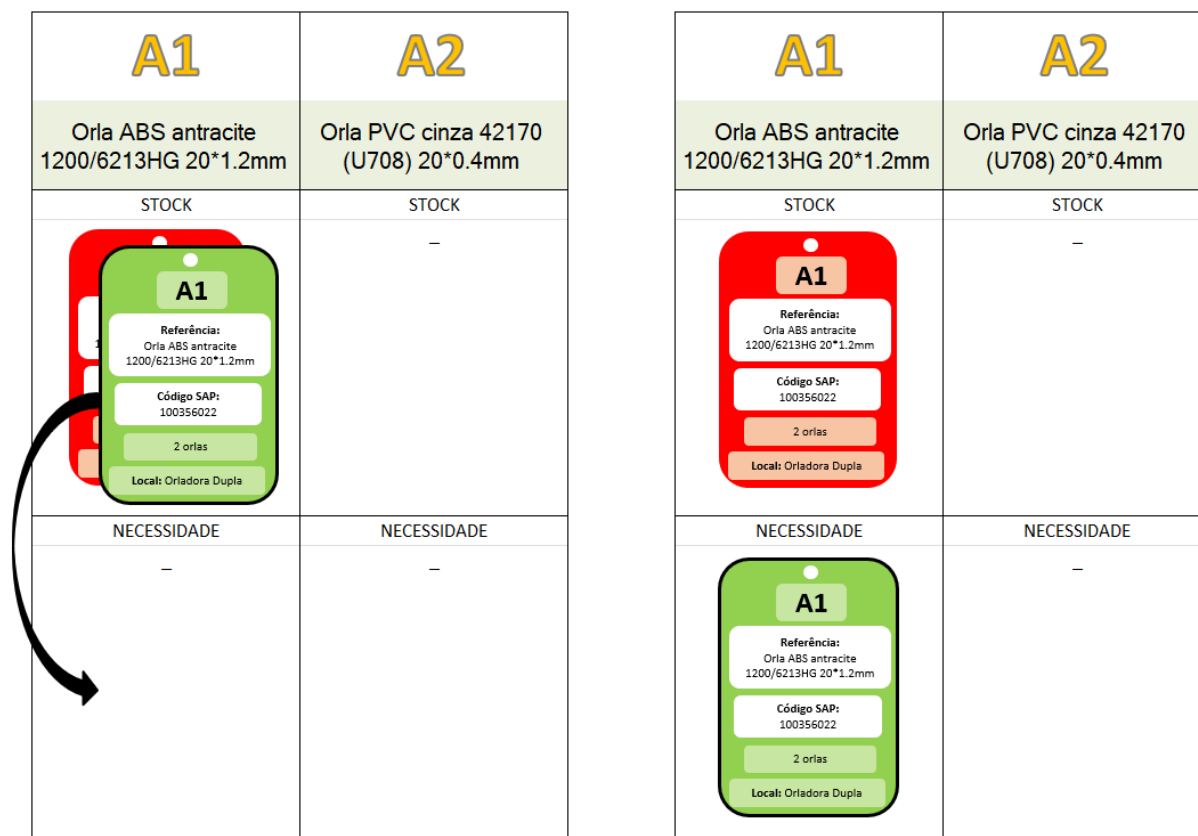 A1
A2
Orla ABS antracite
1200/6213HG 20*1.2mm
Orla PVC cinza 42170
(U708) 20*0.4mm
STOCK
STOCK
–
1
A1
Referência:
Orla ABS antracite
1200/6213HG 20*1.2mm
Código SAP:
100356022
2 orlas
Local: Orladora Dupla
NECESSIDADE
NECESSIDADE
–
–
A1
A2
Orla ABS antracite
1200/6213HG 20*1.2mm
Orla PVC cinza 42170
(U708) 20*0.4mm
STOCK
STOCK
–
A1
Referência:
Orla ABS antracite
1200/6213HG 20*1.2mm
Código SAP:
100356022
2 orlas
Local: Orladora Dupla
NECESSIDADE
NECESSIDADE
–
A1
Referência:
Orla ABS antracite
1200/6213HG 20*1.2mm
Código SAP:
100356022
2 orlas
Local: Orladora Dupla